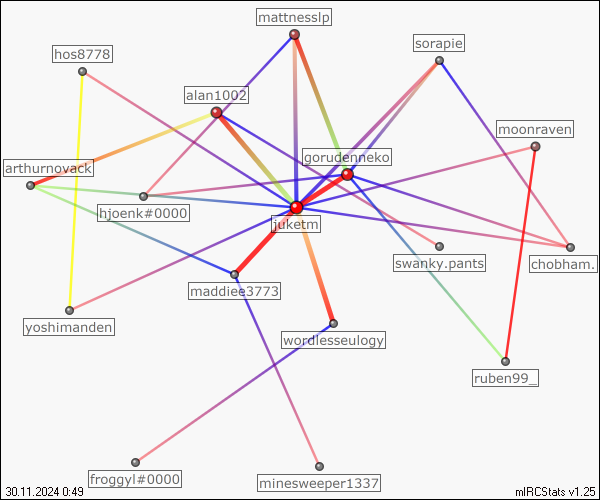 mattnesslp
sorapie
hos8778
alan1002
moonraven
gorudenneko
arthurnovack
hjoenk#0000
juketm
swanky.pants
chobham.
maddiee3773
yoshimanden
wordlesseulogy
ruben99_
froggyl#0000
minesweeper1337
30.11.2024 0:49
mIRCStats v1.25